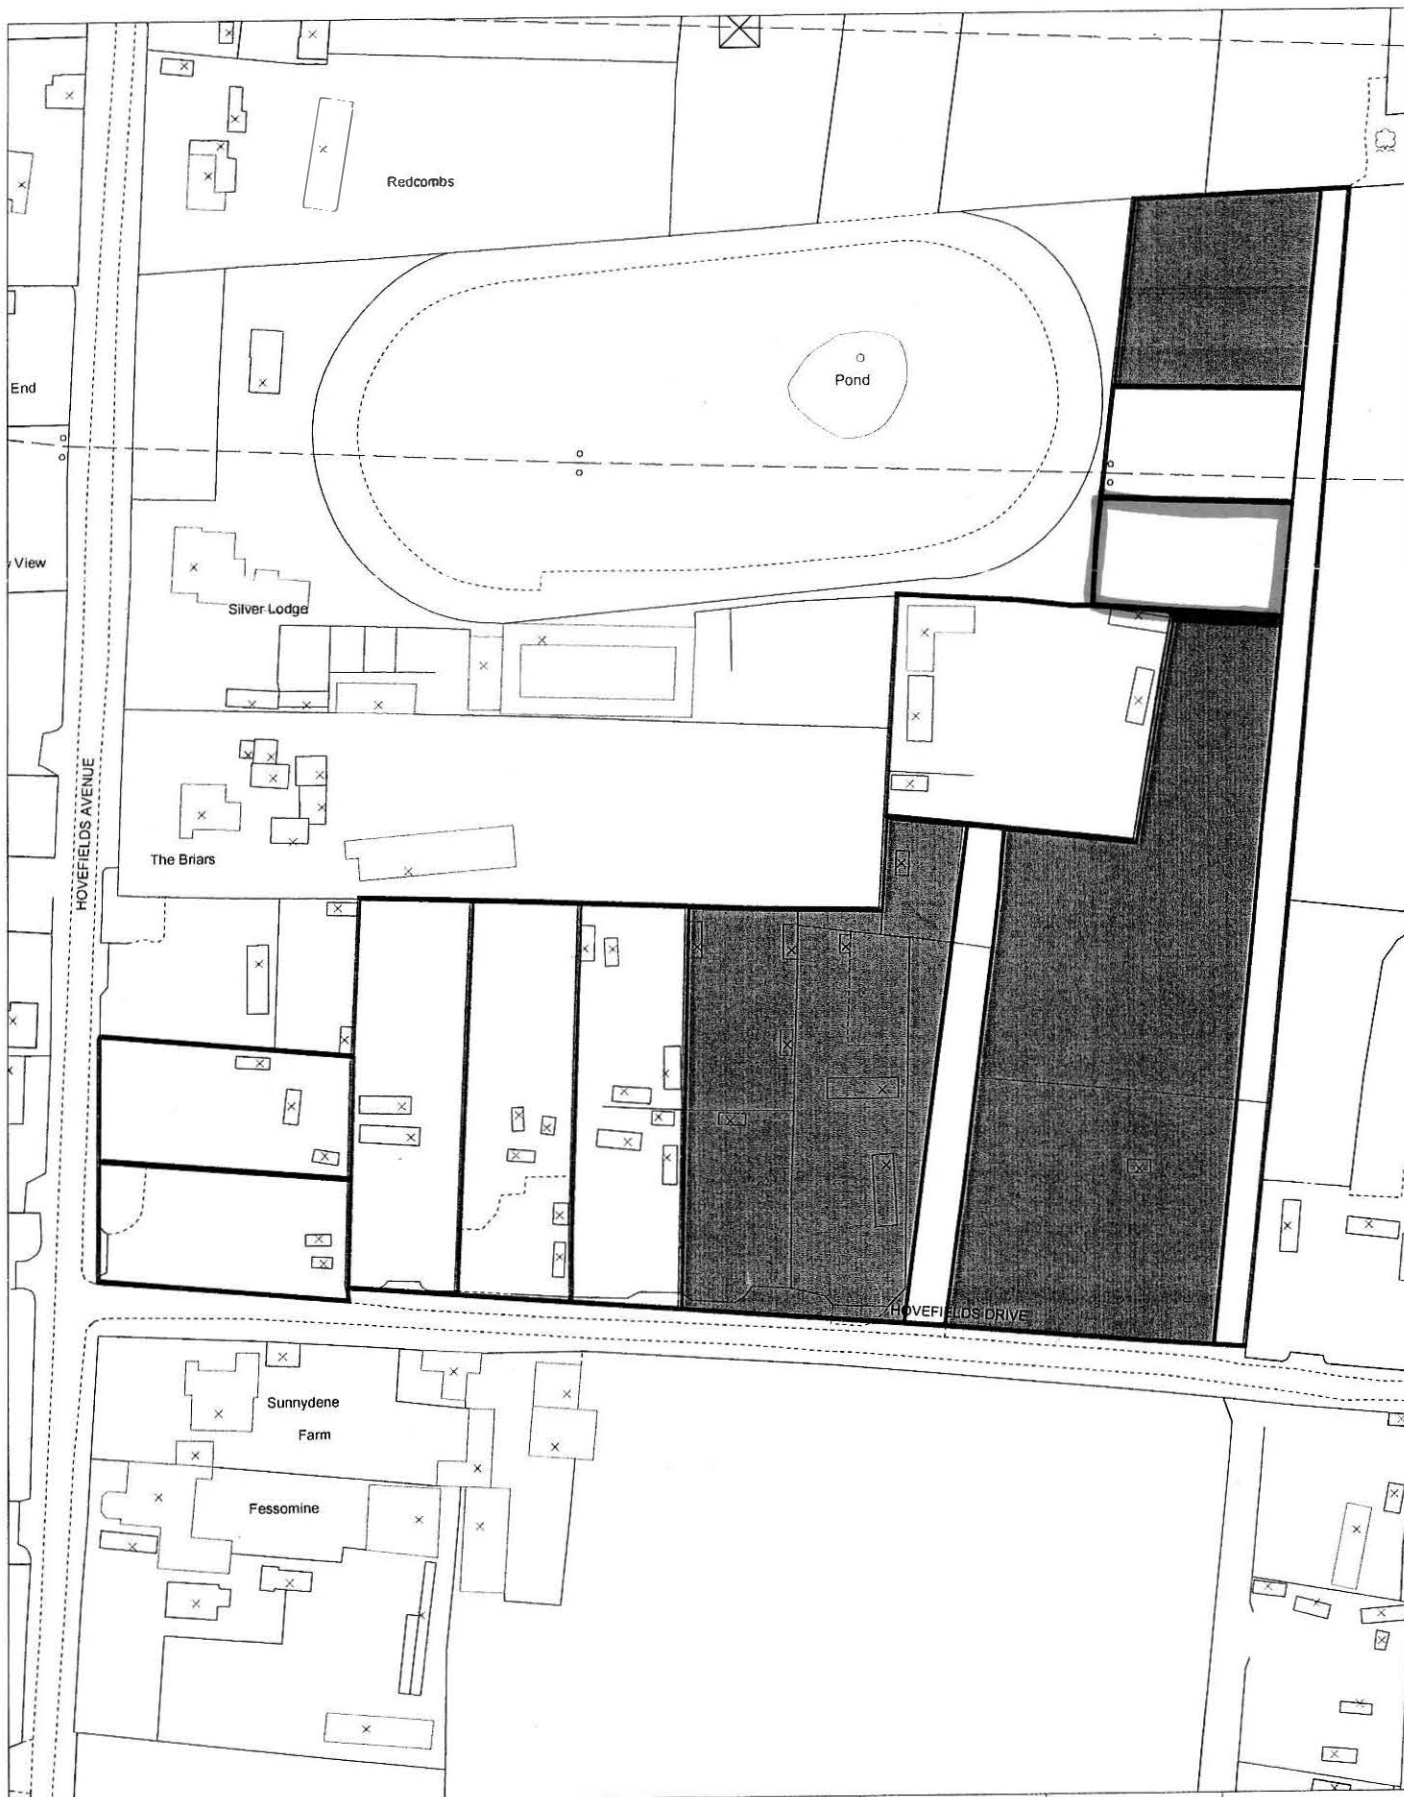 Redcombs
Pond
End
View
Silver Lodge
HOVEFIELDS AVENUE
The Briars
HOVEFIELDS DRIVE
Sunnydene
Farm
Fessomine